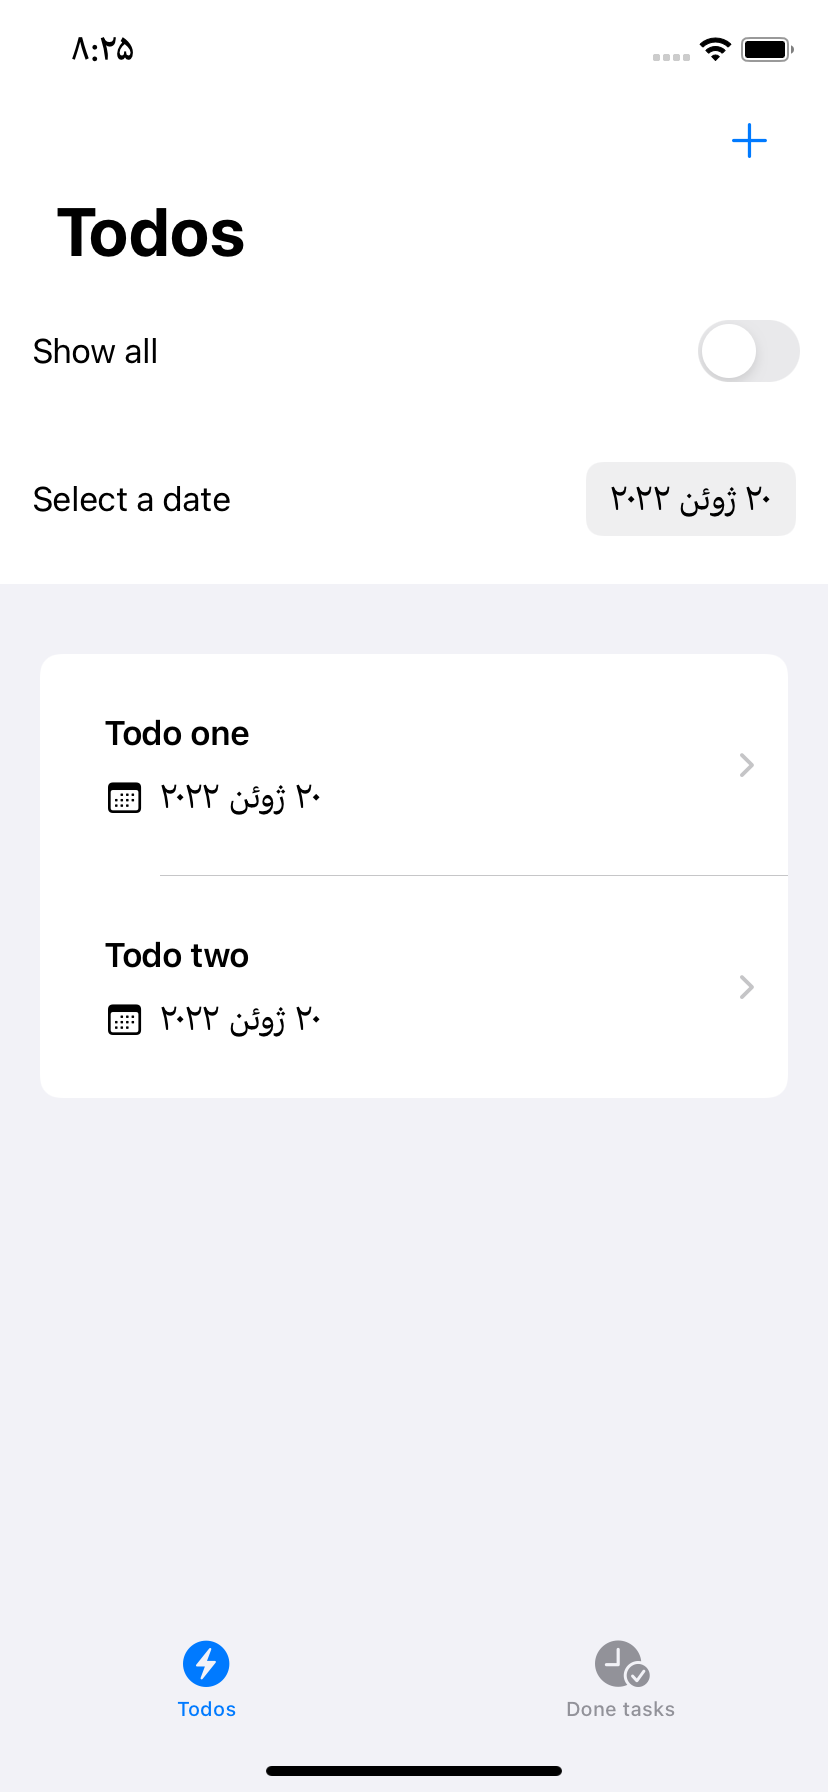 ۸:۲۵
Todos
Show all
Select a date
۲۰ ژوئن ۲۰۲۲
Todo one
۲۰ ژوئن ۲۰۲۲
Todo two
۲۰ ژوئن ۲۰۲۲
Todos
Done tasks